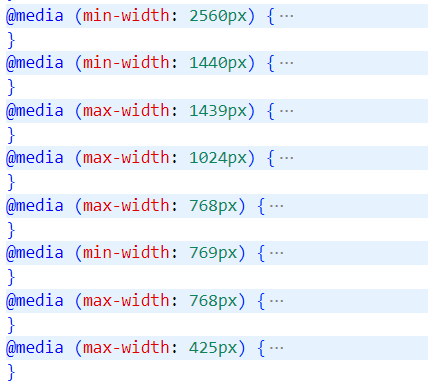 @media (min-width: 2560px) {···
}
@media (min-width: 1440px) {···
}
@media (max-width: 1439px) {···
}
@media (max-width: 1024px) {···
}
@media (max-width: 768px) {···
}
@media (min-width: 769px) {···
}
@media (max-width: 768px) {···
}
@media (max-width: 425px) {···
}